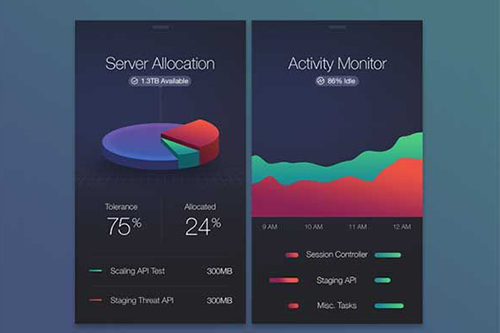 Server Allocation
1.3TB Available
Tolerance
Allocated
75%
24%
Scaling API Test
300MB
Staging Threat API
300MB
Activity Monitor
86% Idle
9 AM
10 AM
11 AM
12 AM
Session Controller
Staging API
Misc. Tasks